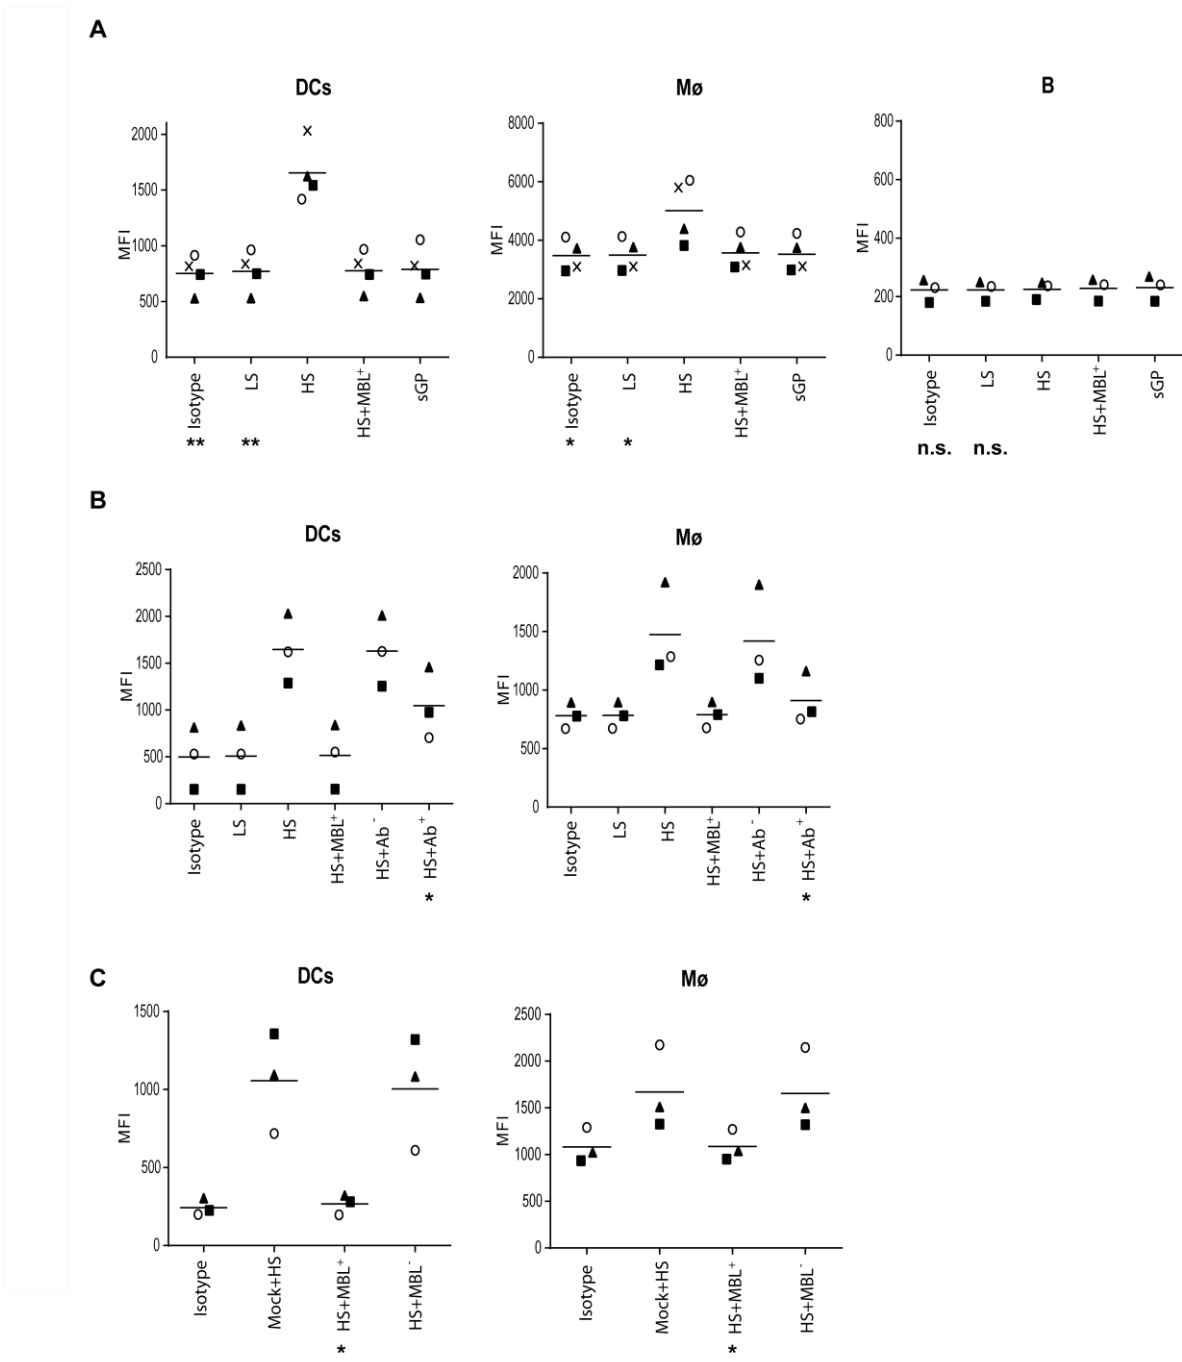 A
DCs
MFI
2000
1500
1000
500
0
Isotype
LS
HS
HS+MBL⁺
sGP
** **
Mø
MFI
8000
6000
4000
2000
0
Isotype
LS
HS
HS+MBL⁺
sGP
* *
B
MFI
800
600
400
200
0
Isotype
LS
HS
HS+MBL⁺
sGP
n.s. n.s.
B
DCs
MFI
2500
2000
1500
1000
500
0
Isotype
LS
HS
HS+MBL⁺
HS+Ab⁻
HS+Ab⁺
*
Mø
MFI
2000
1500
1000
500
0
Isotype
LS
HS
HS+MBL⁺
HS+Ab⁻
HS+Ab⁺
*
C
DCs
MFI
1500
1000
500
0
Isotype
Mock+HS
HS+MBL⁺
HS+MBL⁻
*
Mø
MFI
2500
2000
1500
1000
500
0
Isotype
Mock+HS
HS+MBL⁺
HS+MBL⁻
*